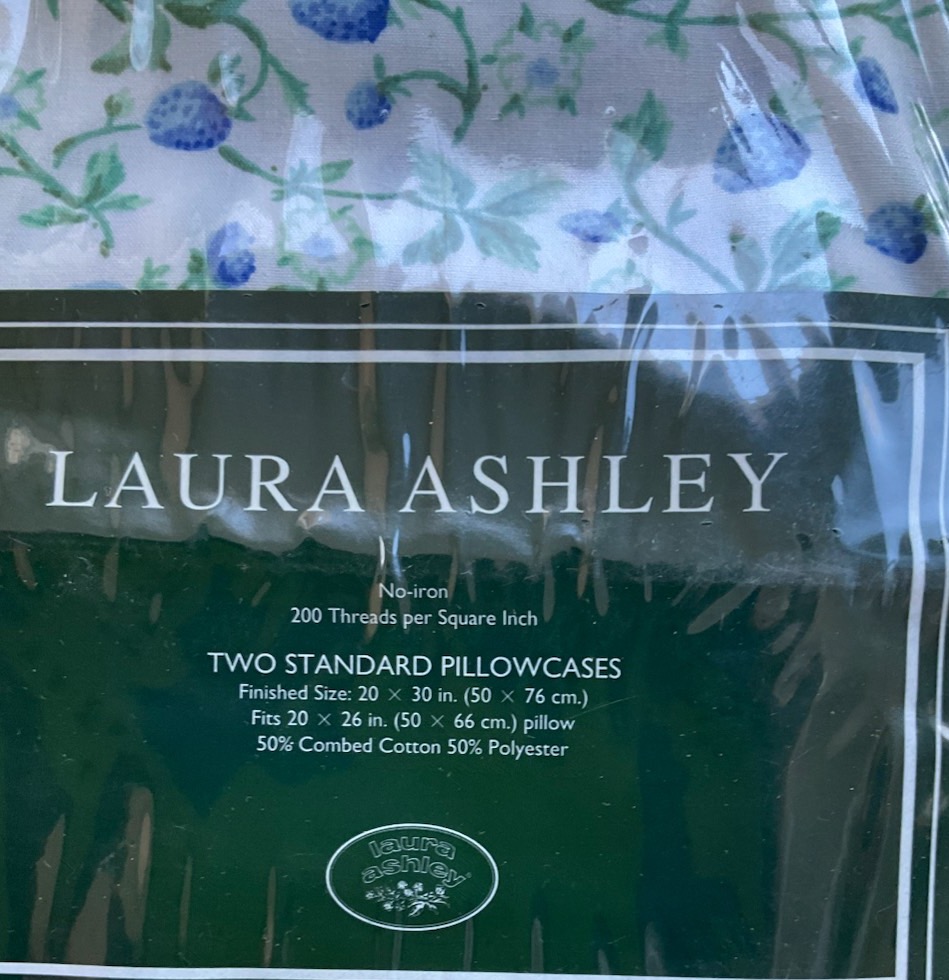 LAURA ASHLEY
No-iron
200 Threads per Square Inch
TWO STANDARD PILLOWCASES
Finished Size: 20 × 30 in. (50 × 76 cm.)
Fits 20 × 26 in. (50 × 66 cm.) pillow
50% Combed Cotton 50% Polyester
laura
ashley®